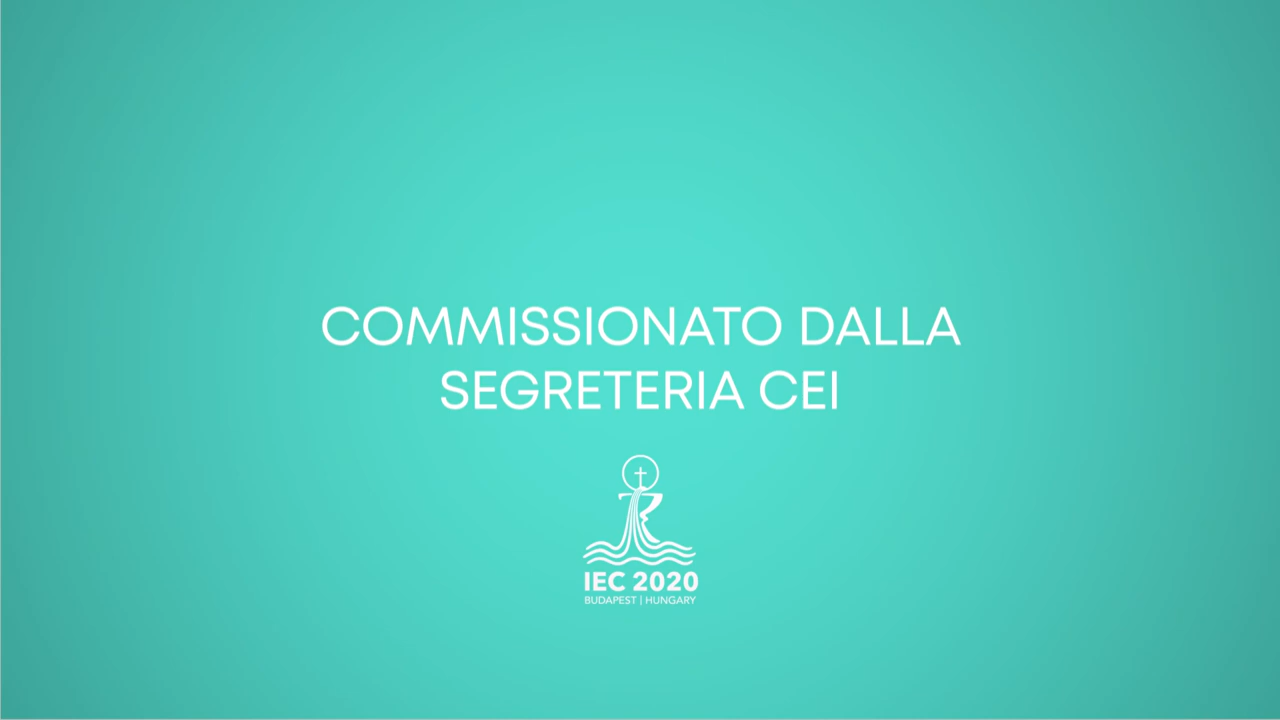 COMMISSIONATO DALLA
SEGRETERIA CEI
IEC 2020
BUDAPEST | HUNGARY